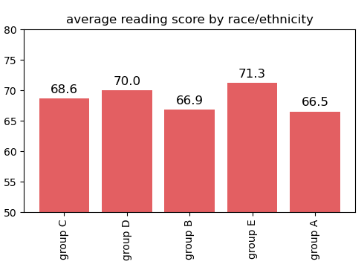 average reading score by race/ethnicity
80
75
70
65
60
55
50
68.6
70.0
66.9
71.3
66.5
group C
group D
group B
group E
group A